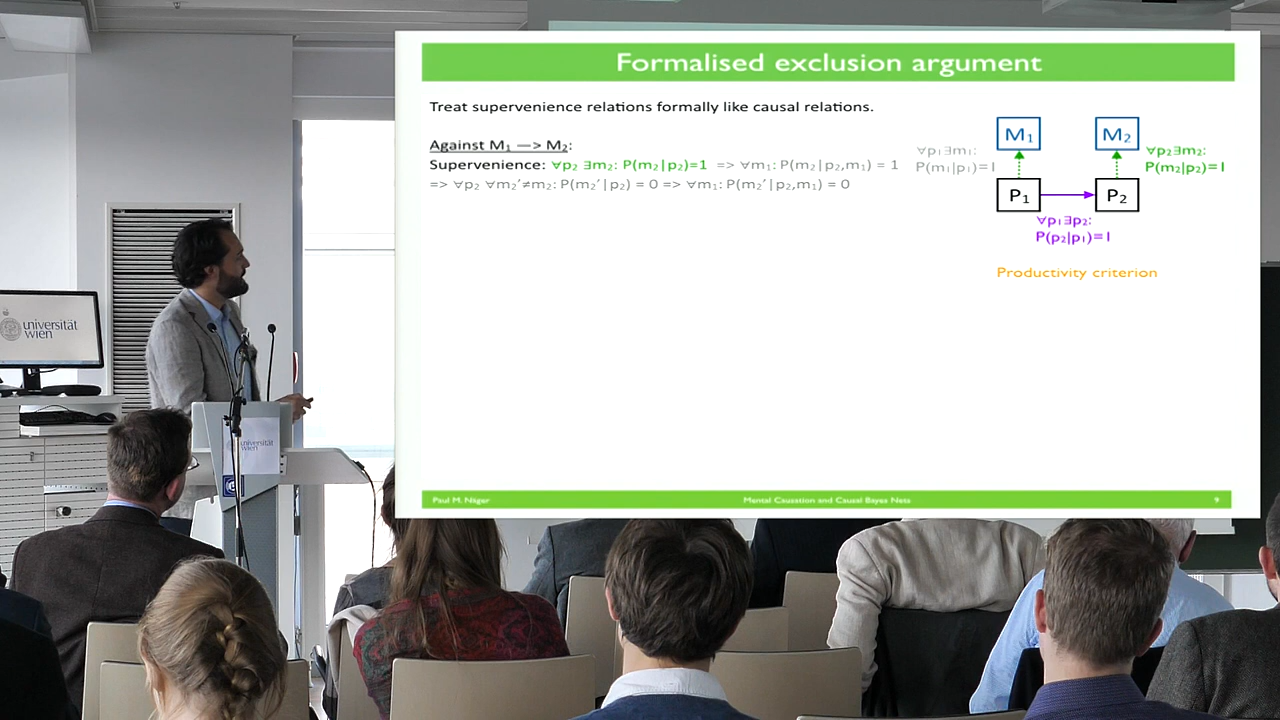 Formalised exclusion argument
Treat supervenience relations formally like causal relations.
Against M₁ —> M₂:
Supervenience: ∀p₂ ∃m₂: P(m₂|p₂)=1 => ∀m₁: P(m₂|p₂,m₁) = 1
=> ∀p₂ ∀m₂’≠m₂: P(m₂’|p₂) = 0 => ∀m₁: P(m₂’|p₂,m₁) = 0
M₁
M₂
∀p₁∃m₁:
P(m₁|p₁)=1
∀p₂∃m₂:
P(m₂|p₂)=1
P₁
P₂
∀p₁∃p₂:
P(p₂|p₁)=1
Productivity criterion
Paul M. Näger
Mental Causation and Causal Bayes Nets
9
universität
wien
universität
wien